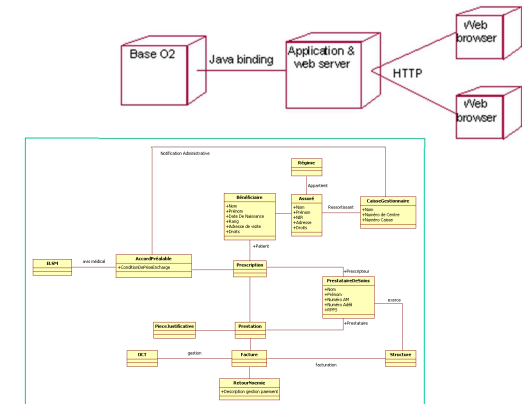 Web
browser
Base O2
Java binding
Application &
web server
HTTP
Web
browser
Notification Administrative
Régime
Appartient
Bénéficiaire
+Nom
+Prénom
+Date De Naissance
+Rang
+Adresse de visite
+Droits
Assuré
+Nom
+Prénom
+NIR
+Adresse
+Droits
Ressortissant
CaisseGestionnaire
+Nom
+Numéro de Centre
+Numéro Caisse
+Patient
ELSM
avis médical
AccordPréalable
+ConditionDePriseEnCharge
Prescription
+Prescripteur
PrestataireDeSoins
+Nom
+Prénom
+Numéro AM
+Numéro Adéli
+RPPS
exerce
PieceJustificative
Prestation
+Prestataire
OCT
gestion
Facture
facturation
Structure
RetourNoemie
+Description gestion paiement